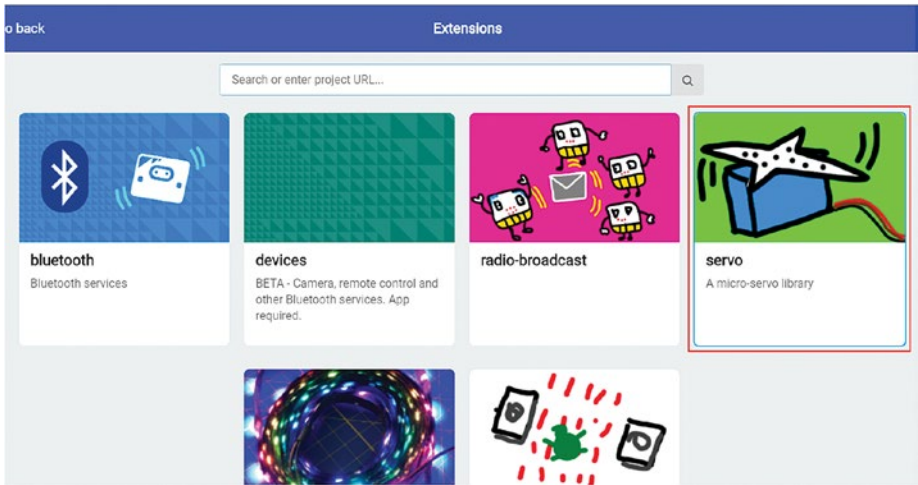 o back
Extensions
Search or enter project URL...
bluetooth
Bluetooth services
devices
BETA - Camera, remote control and
other Bluetooth services. App
required.
radio-broadcast
servo
A micro-servo library